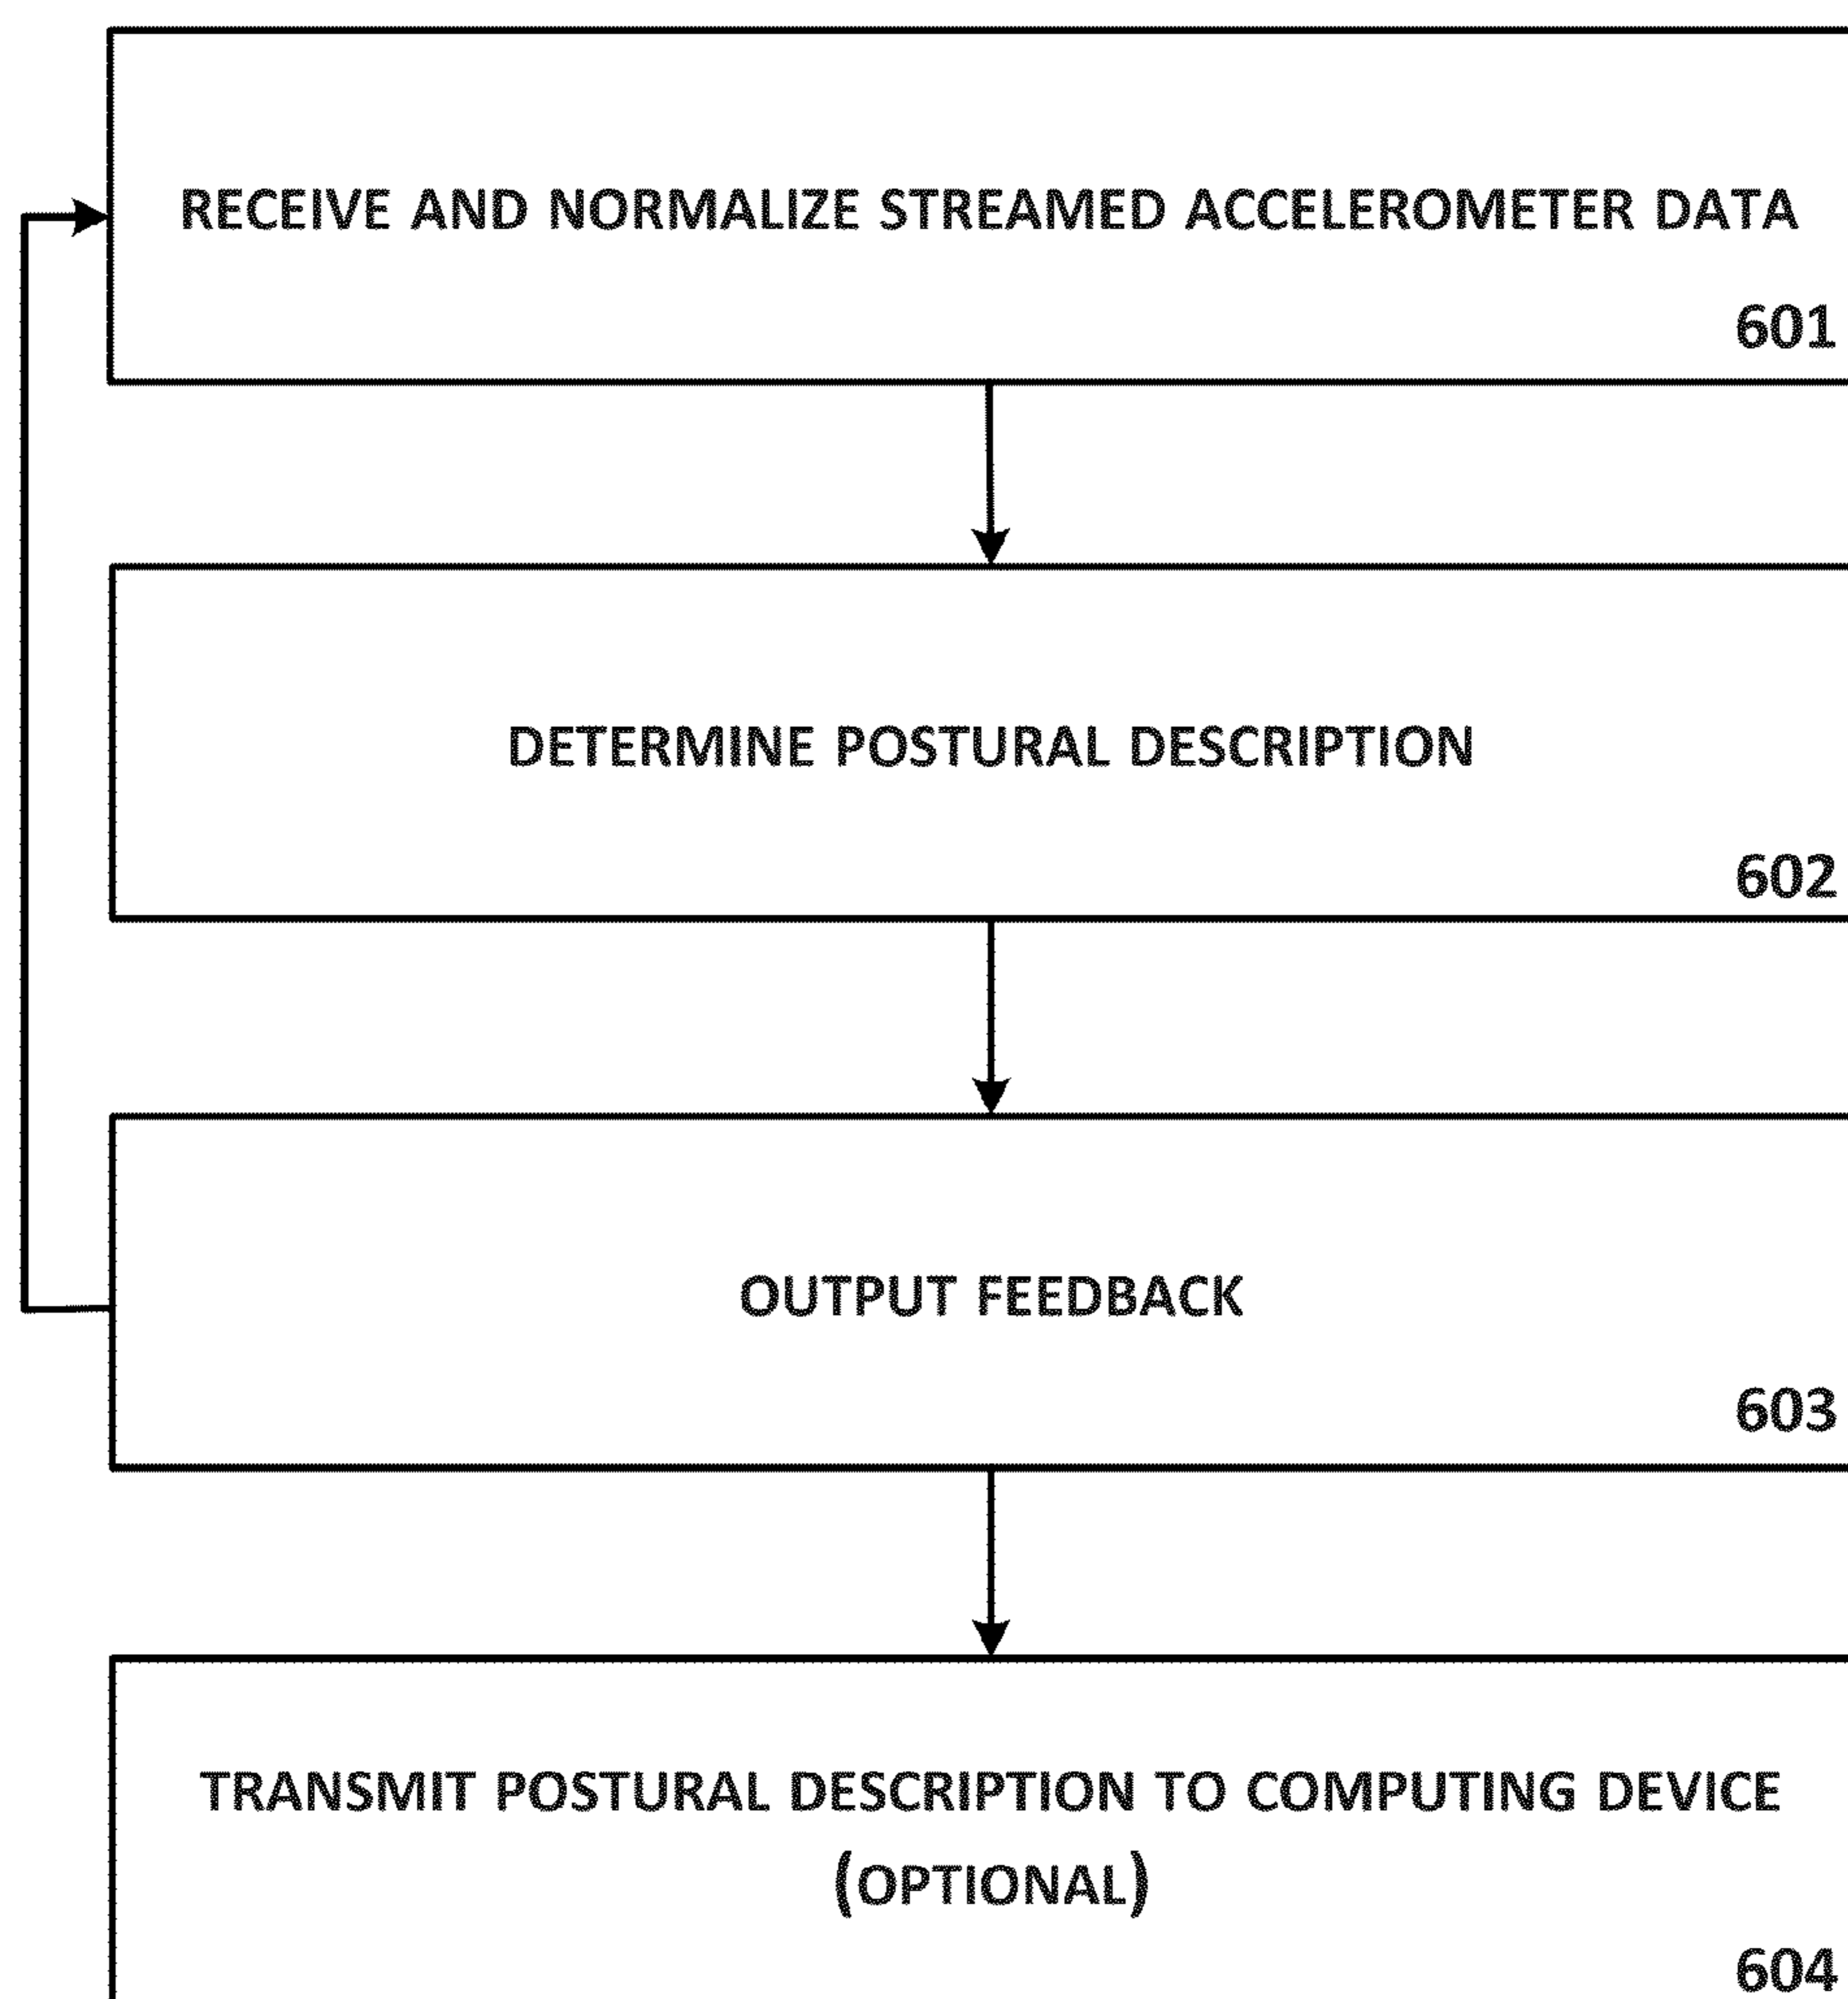 RECEIVE AND NORMALIZE STREAMED ACCELEROMETER DATA
601
DETERMINE POSTURAL DESCRIPTION
602
OUTPUT FEEDBACK
603
TRANSMIT POSTURAL DESCRIPTION TO COMPUTING DEVICE
(OPTIONAL)
604